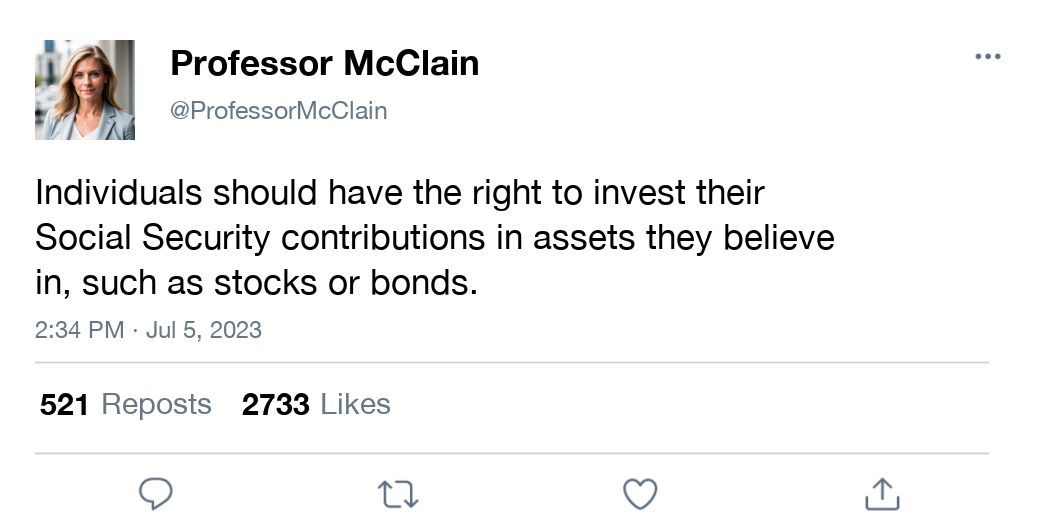 Professor McClain
@ProfessorMcClain
Individuals should have the right to invest their
Social Security contributions in assets they believe
in, such as stocks or bonds.
2:34 PM · Jul 5, 2023
521 Reposts 2733 Likes